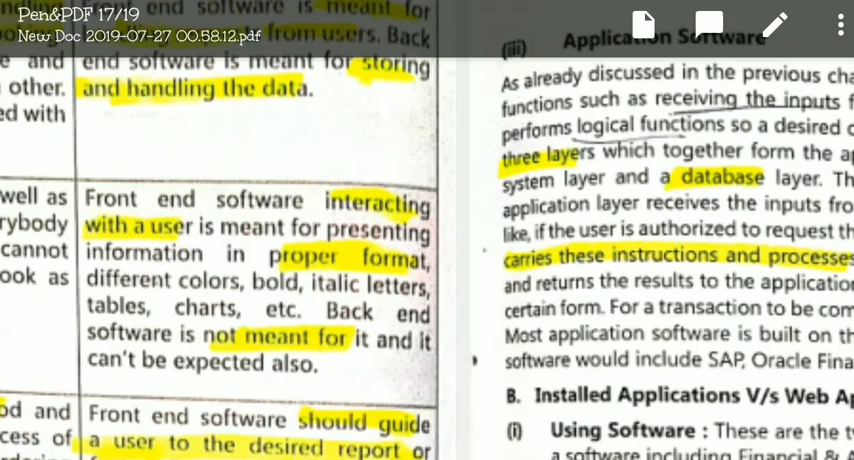 Pen&PDF 17/19
New Doc 2019-07-27 00.58.12.pdf
end software is meant for
from users. Back
e and
end software is meant for storing
other.
and handling the data.
ed with
well as
Front end software interacting
rybody
with a user is meant for presenting
cannot
information in proper format,
ook as
different colors, bold, italic letters,
tables, charts, etc. Back end
software is not meant for it and it
can't be expected also.
od and
Front end software should guide
cess of
a user to the desired report or
(iii) Application Software
As already discussed in the previous cha
functions such as receiving the inputs f
performs logical functions so a desired o
three layers which together form the ap
system layer and a database layer. Th
application layer receives the inputs fro
like, if the user is authorized to request th
carries these instructions and processes
and returns the results to the application
certain form. For a transaction to be com
Most application software is built on th
software would include SAP, Oracle Fina
B. Installed Applications V/s Web Ap
(i) Using Software : These are the tw
a software including Financial & A